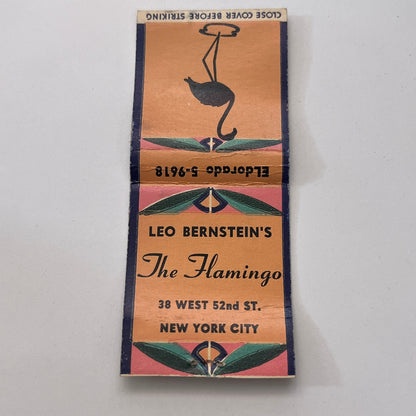 CLOSE COVER BEFORE STRIKING
ELdorado 5-9618
LEO BERNSTEIN'S
The Flamingo
38 WEST 52nd ST.
NEW YORK CITY